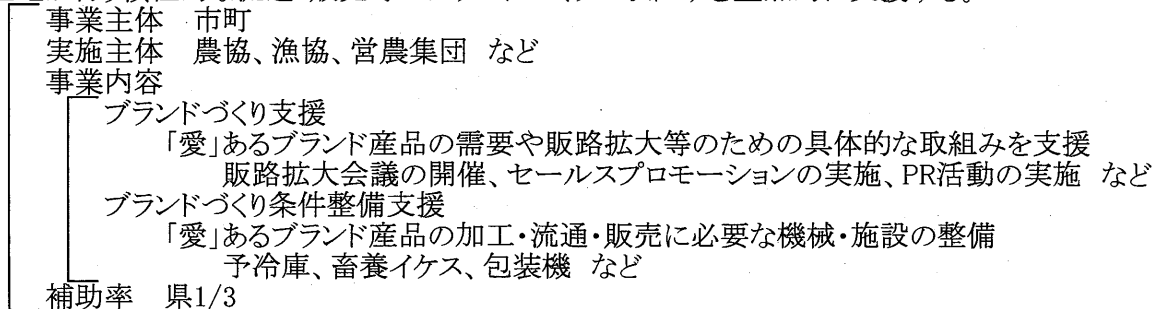 事業主体　市町
実施主体　農協、漁協、営農集団　など
事業内容
ブランドづくり支援
「愛」あるブランド産品の需要や販路拡大等のための具体的な取組みを支援
販路拡大会議の開催、セールスプロモーションの実施、PR活動の実施　など
ブランドづくり条件整備支援
「愛」あるブランド産品の加工・流通・販売に必要な機械・施設の整備
予冷庫、畜養イケス、包装機　など
補助率　県1/3